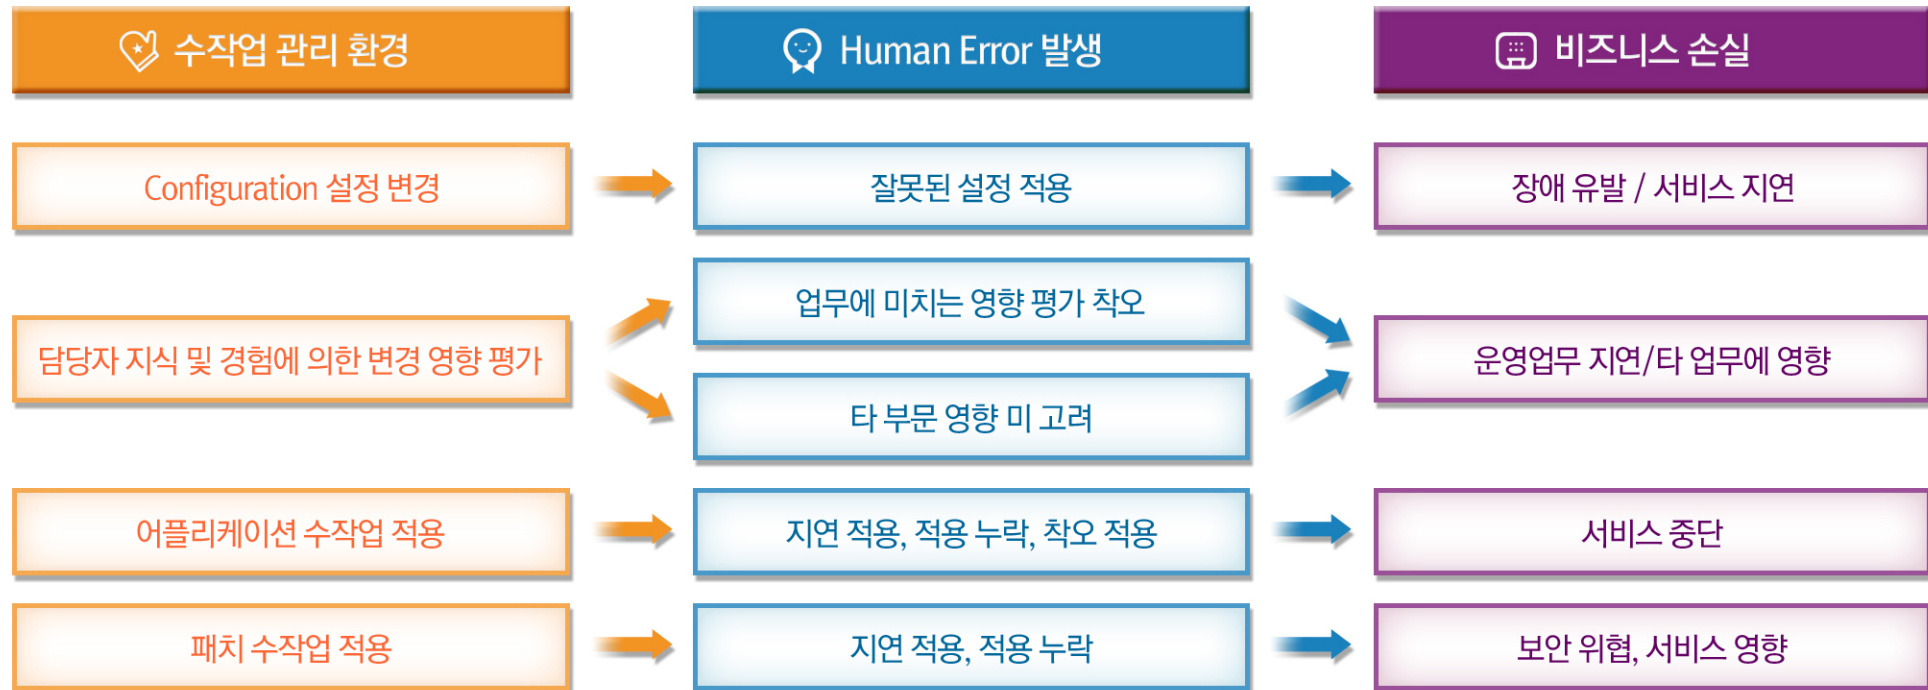 수작업 관리 환경
Human Error 발생
비즈니스 손실
Configuration 설정 변경
잘못된 설정 적용
장애 유발 / 서비스 지연
담당자 지식 및 경험에 의한 변경 영향 평가
업무에 미치는 영향 평가 착오
타 부문 영향 미 고려
운영업무 지연/타 업무에 영향
어플리케이션 수작업 적용
지연 적용, 적용 누락, 착오 적용
서비스 중단
패치 수작업 적용
지연 적용, 적용 누락
보안 위협, 서비스 영향